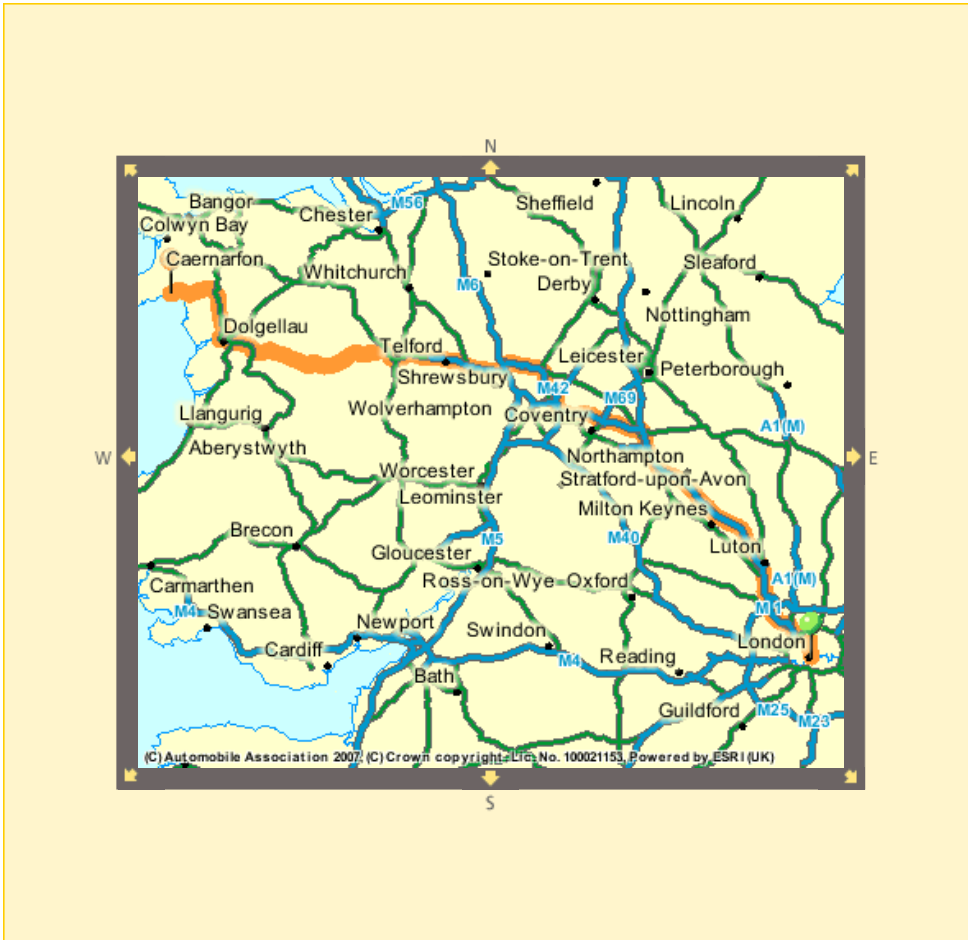 N
M56
Sheffield
Lincoln
Bangor
Chester
Colwyn Bay
Caernarfon
Whitchurch
Stoke-on-Trent
Sleaford
M6
Derby
Nottingham
Dolgellau
Telford
Leicester
Peterborough
Shrewsbury
M42
M69
Wolverhampton
Llangurig
Coventry
A1(M)
Aberystwyth
W
Northampton
E
Worcester
Stratford-upon-Avon
Leominster
Milton Keynes
Brecon
M5
M40
Luton
Gloucester
Carmarthen
Ross-on-Wye
Oxford
A1(M)
M4
Swansea
M1
Newport
Swindon
London
Cardiff
M4
Reading
Bath
Guildford
M25
M23
(C) Automobile Association 2007, (C) Crown copyright. Lic. No. 100021153, Powered by ESRI (UK)
S